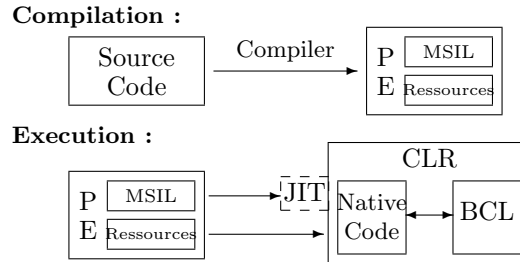 Compilation :
Source
Code
Compiler
P
E
MSIL
Ressources
Execution :
P
E
MSIL
Ressources
JIT
CLR
Native
Code
BCL